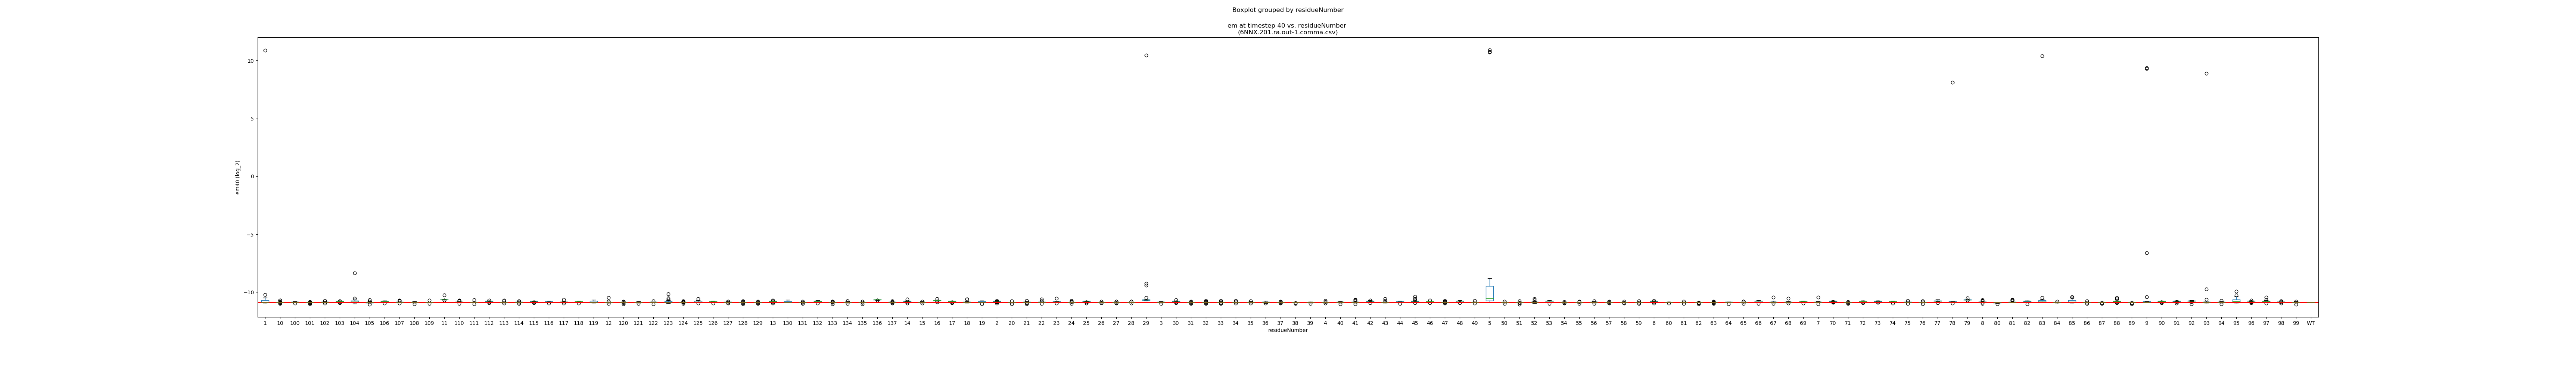 Boxplot grouped by residueNumber
em at timestep 40 vs. residueNumber
(6NNX.201.ra.out-1.comma.csv)
10
5
0
−5
−10
em40 (log_2)
1 10 100 101 102 103 104 105 106 107 108 109 11 110 111 112 113 114 115 116 117 118 119 12 120 121 122 123 124 125 126 127 128 129 13 130 131 132 133 134 135 136 137 14 15 16 17 18 19 2 20 21 22 23 24 25 26 27 28 29 3 30 31 32 33 34 35 36 37 38 39 4 40 41 42 43 44 45 46 47 48 49 5 50 51 52 53 54 55 56 57 58 59 6 60 61 62 63 64 65 66 67 68 69 7 70 71 72 73 74 75 76 77 78 79 8 80 81 82 83 84 85 86 87 88 89 9 90 91 92 93 94 95 96 97 98 99 WT
residueNumber